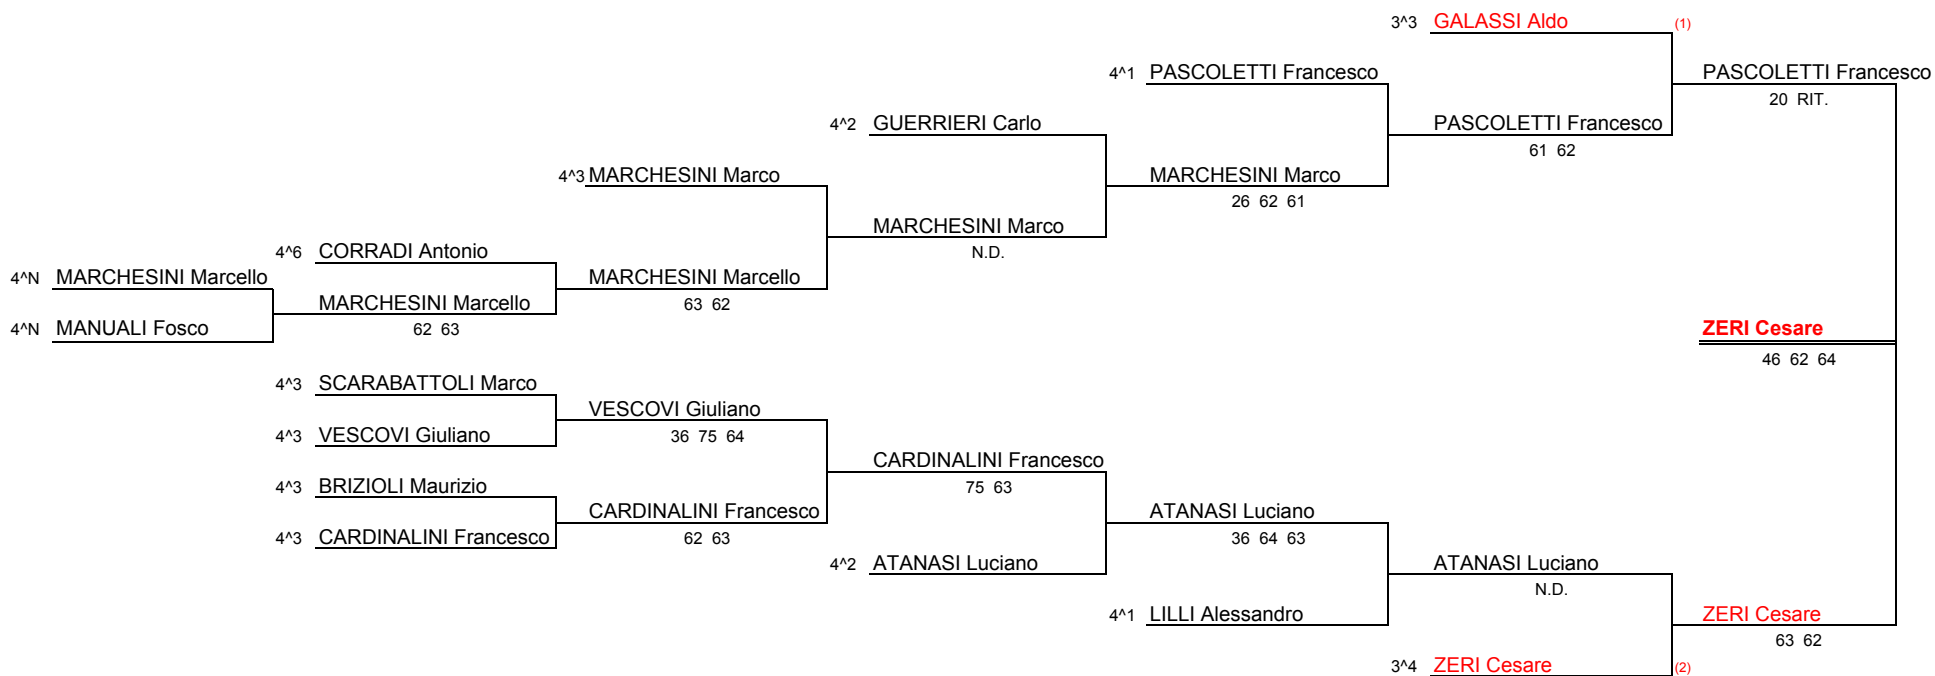 3^3 GALASSI Aldo (1)
4^1 PASCOLETTI Francesco PASCOLETTI Francesco
20 RIT.
4^2 GUERRIERI Carlo PASCOLETTI Francesco
61 62
4^3 MARCHESINI Marco MARCHESINI Marco
26 62 61
MARCHESINI Marco
N.D.
4^6 CORRADI Antonio
4^N MARCHESINI Marcello MARCHESINI Marcello
MARCHESINI Marcello 63 62
4^N MANUALI Fosco 62 63 ZERI Cesare
46 62 64
4^3 SCARABATTOLI Marco
VESCOVI Giuliano
4^3 VESCOVI Giuliano 36 75 64
CARDINALINI Francesco
4^3 BRIZIOLI Maurizio 75 63
CARDINALINI Francesco ATANASI Luciano
4^3 CARDINALINI Francesco 62 63 36 64 63
4^2 ATANASI Luciano ATANASI Luciano
N.D.
4^1 LILLI Alessandro ZERI Cesare
63 62
3^4 ZERI Cesare (2)